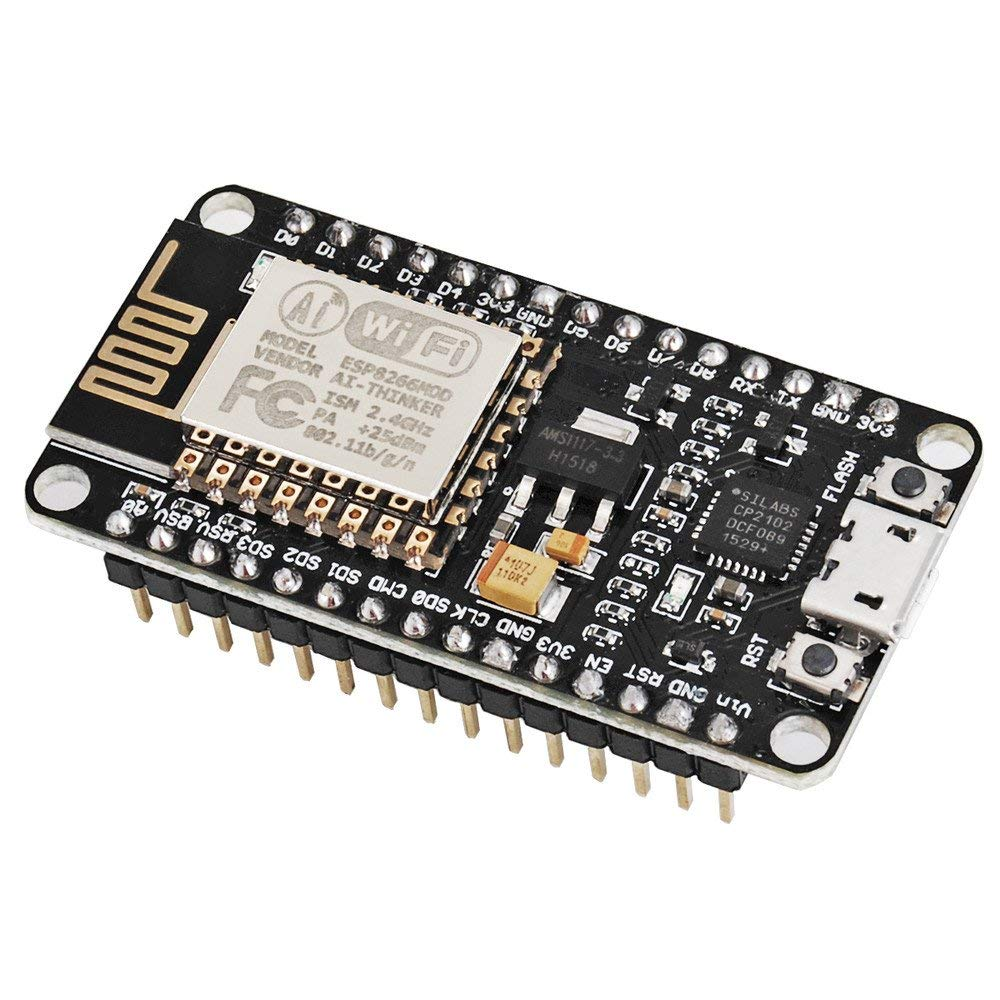 D0 D1 D2 D3 D4 3V3 GND D5 D6 D7 D8 RX TX GND 3V3
Ai WiFi
MODEL ESP8266MOD
VENDOR AI-THINKER
FC ISM 2.4GHz
PA +25dBm
802.11b/g/n
AMS1117-3.3
H1518
SILABS
CP2102
DCF089
1529+
FLASH
107J
110K2
RST
A0 RSV RSV SD3 SD2 SD1 CMD SD0 CLK GND 3V3 EN RST GND Vin